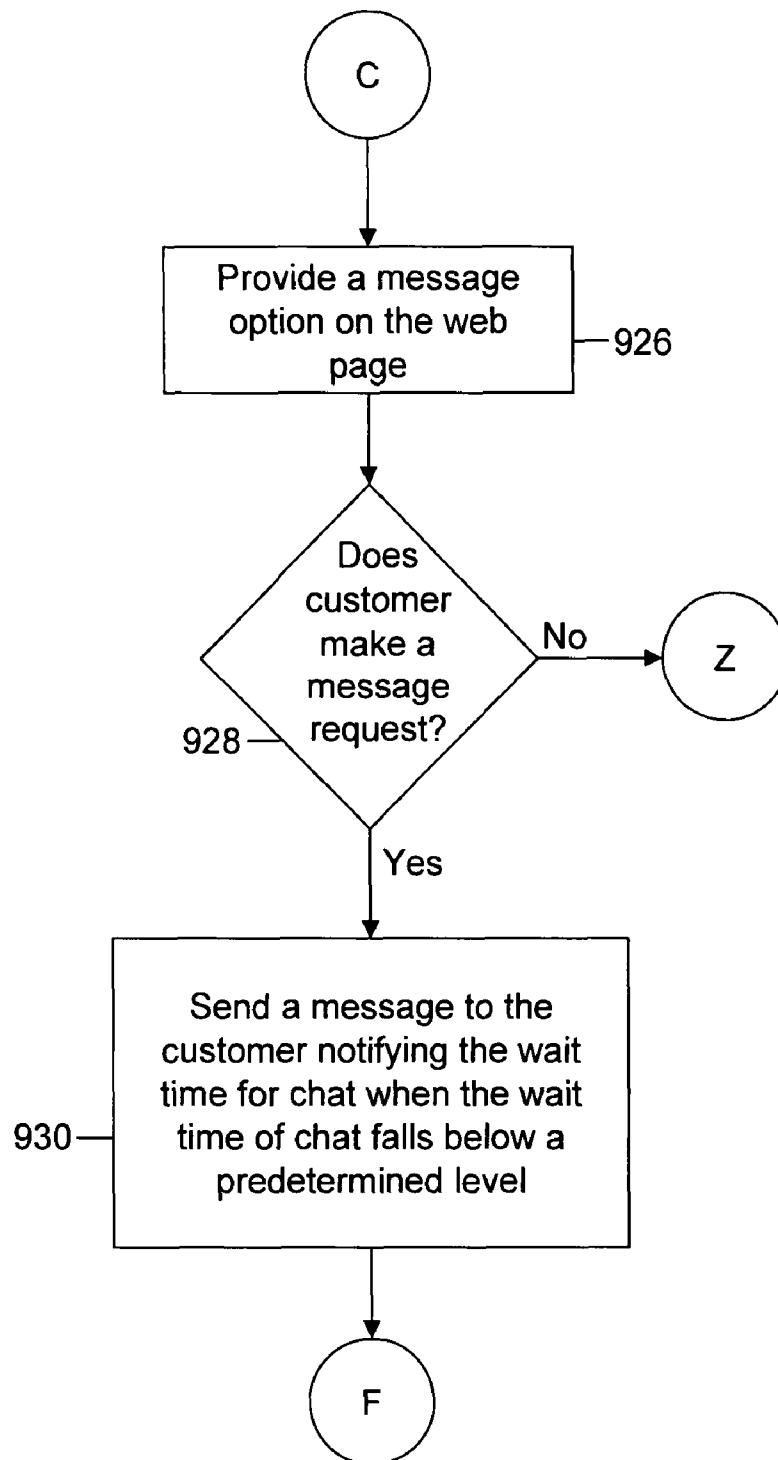 C
Provide a message
option on the web
page
926
Does
customer
make a
message
request?
928
No
Z
Yes
Send a message to the
customer notifying the wait
time for chat when the wait
time of chat falls below a
predetermined level
930
F